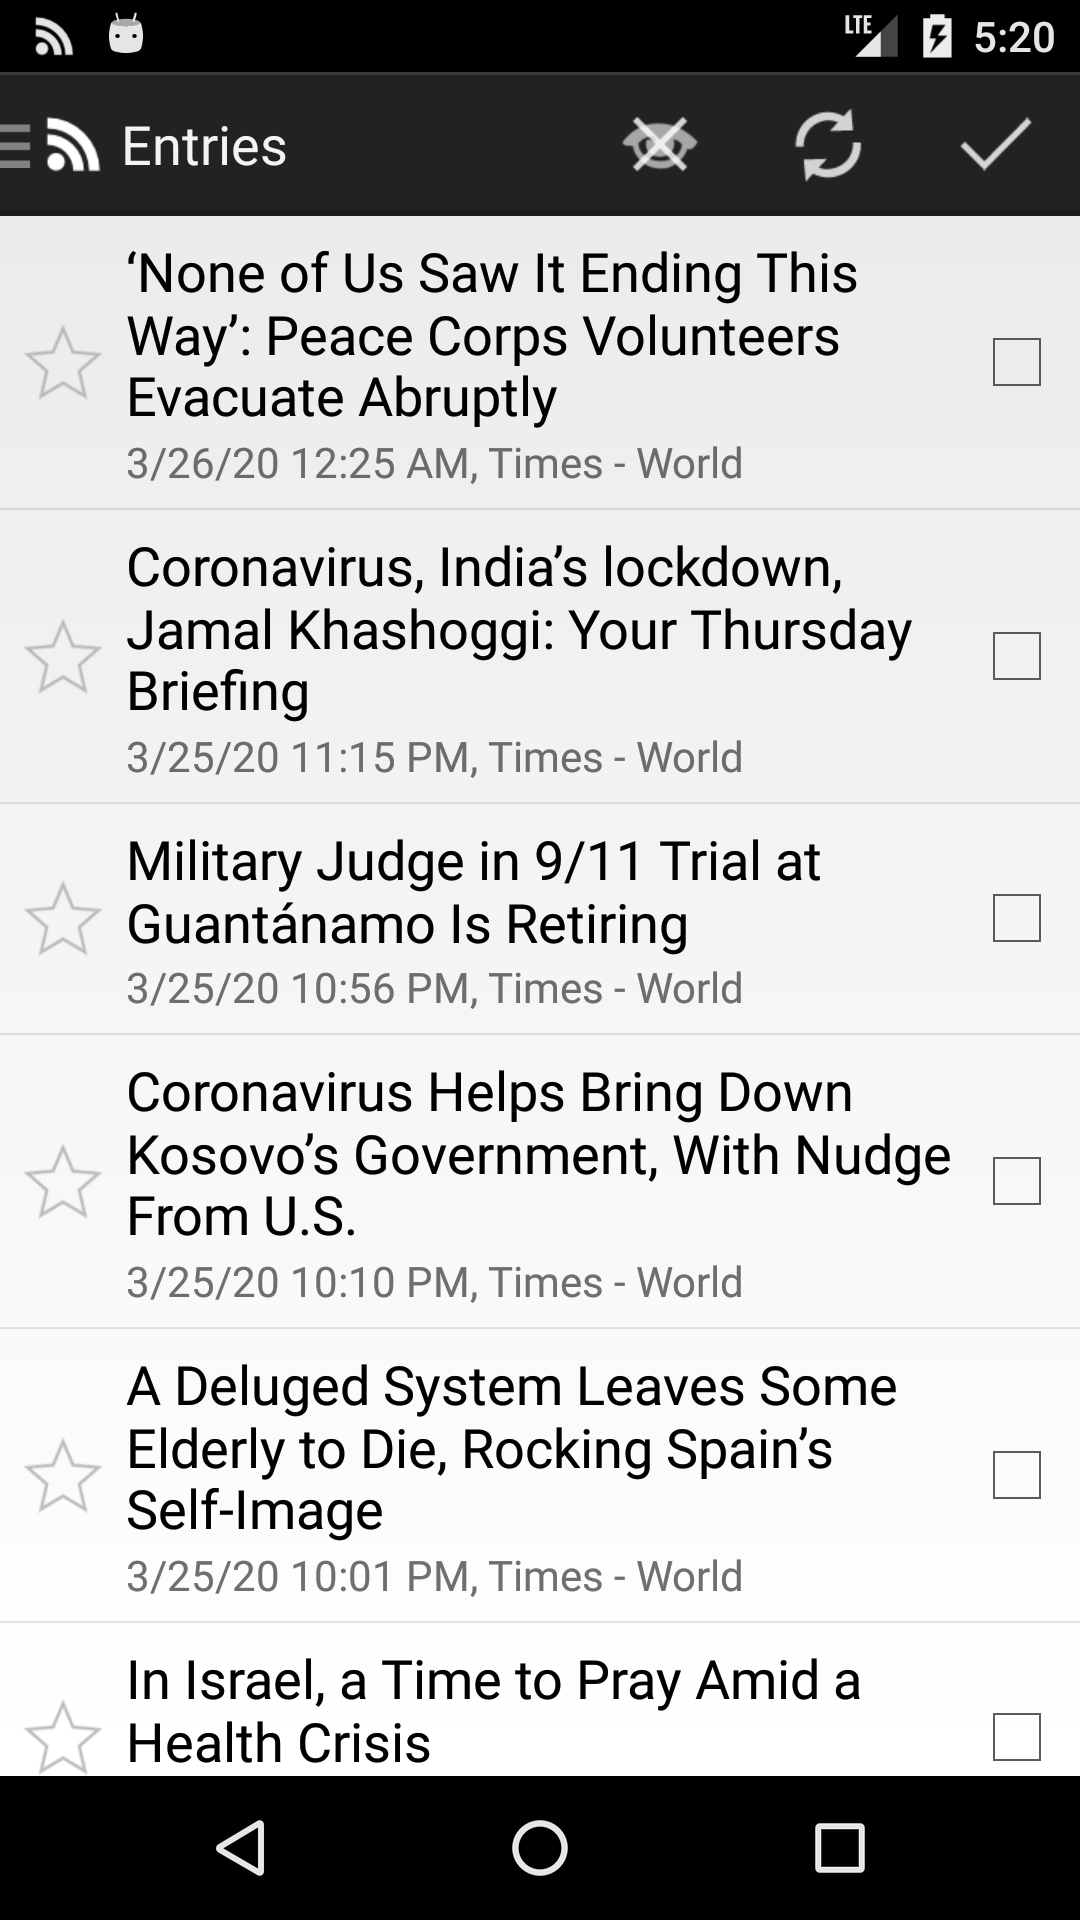 LTE 5:20
Entries
‘None of Us Saw It Ending This
Way’: Peace Corps Volunteers
Evacuate Abruptly
3/26/20 12:25 AM, Times - World
Coronavirus, India’s lockdown,
Jamal Khashoggi: Your Thursday
Briefing
3/25/20 11:15 PM, Times - World
Military Judge in 9/11 Trial at
Guantánamo Is Retiring
3/25/20 10:56 PM, Times - World
Coronavirus Helps Bring Down
Kosovo’s Government, With Nudge
From U.S.
3/25/20 10:10 PM, Times - World
A Deluged System Leaves Some
Elderly to Die, Rocking Spain’s
Self-Image
3/25/20 10:01 PM, Times - World
In Israel, a Time to Pray Amid a
Health Crisis